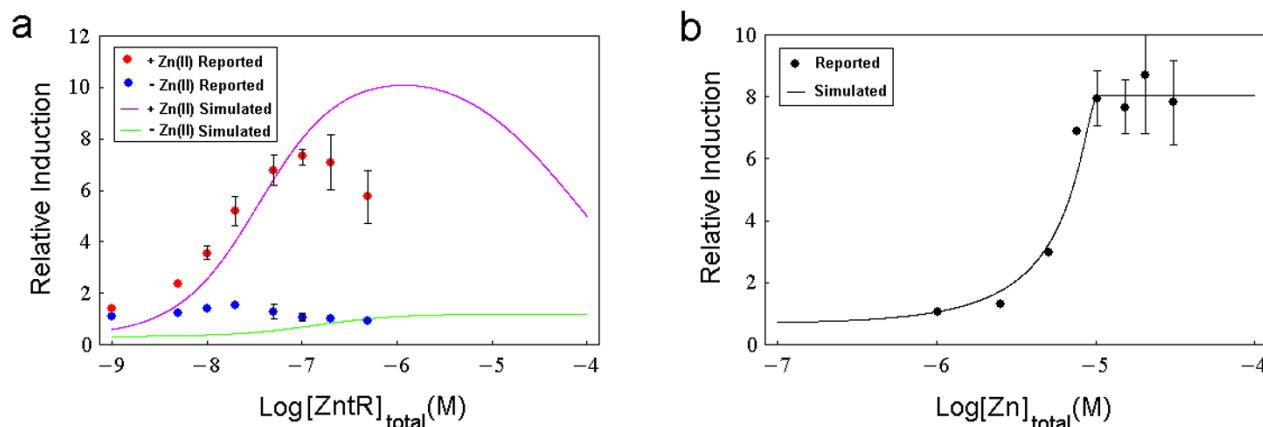 a
12
10
8
6
4
2
0
Relative Induction
+ Zn(II) Reported
- Zn(II) Reported
+ Zn(II) Simulated
- Zn(II) Simulated
−9 −8 −7 −6 −5 −4
Log[ZntR]total(M)
b
10
8
6
4
2
0
Relative Induction
Reported
Simulated
−7 −6 −5 −4
Log[Zn]total(M)